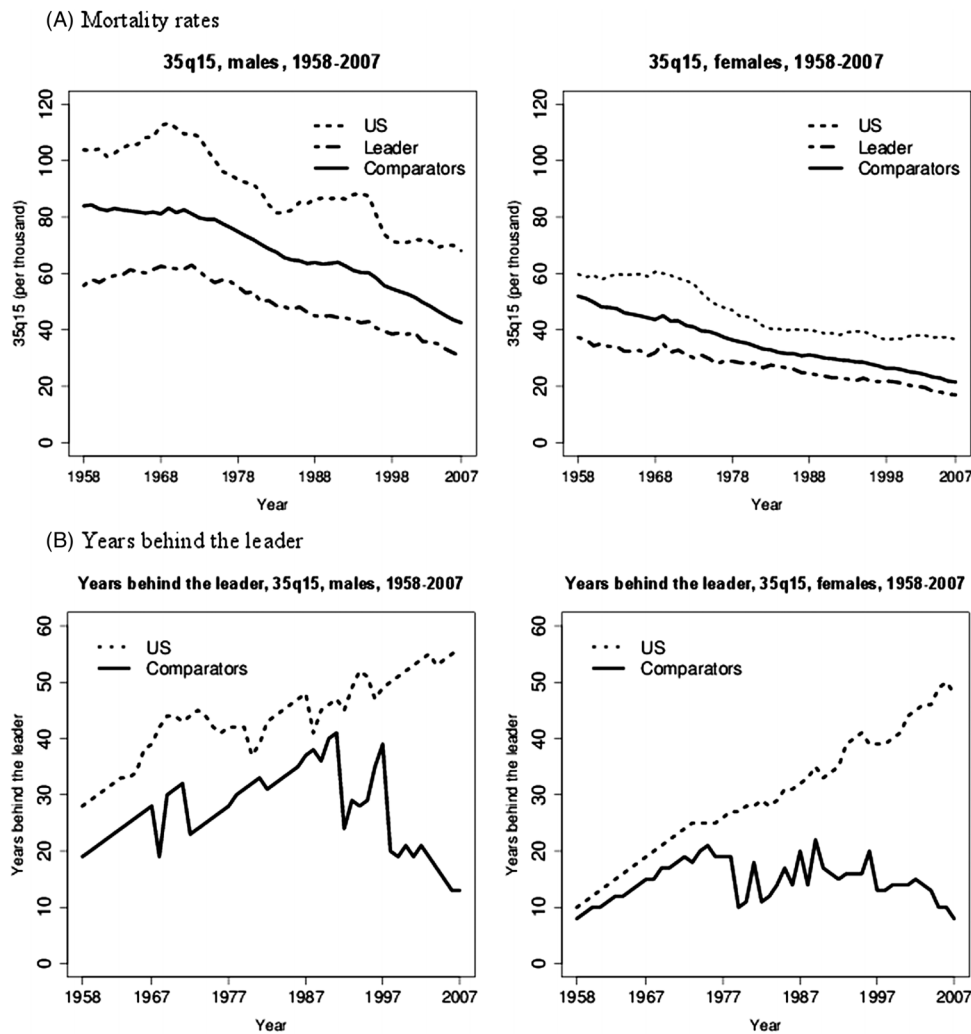 (A) Mortality rates
35q15, males, 1958-2007
35q15 (per thousand)
120
100
80
60
40
20
0
US
Leader
Comparators
1958 1968 1978 1988 1998 2007
Year
35q15, females, 1958-2007
35q15 (per thousand)
120
100
80
60
40
20
0
US
Leader
Comparators
1958 1968 1978 1988 1998 2007
Year
(B) Years behind the leader
Years behind the leader, 35q15, males, 1958-2007
Years behind the leader
60
50
40
30
20
10
0
US
Comparators
1958 1967 1977 1987 1997 2007
Year
Years behind the leader, 35q15, females, 1958-2007
Years behind the leader
60
50
40
30
20
10
0
US
Comparators
1958 1967 1977 1987 1997 2007
Year